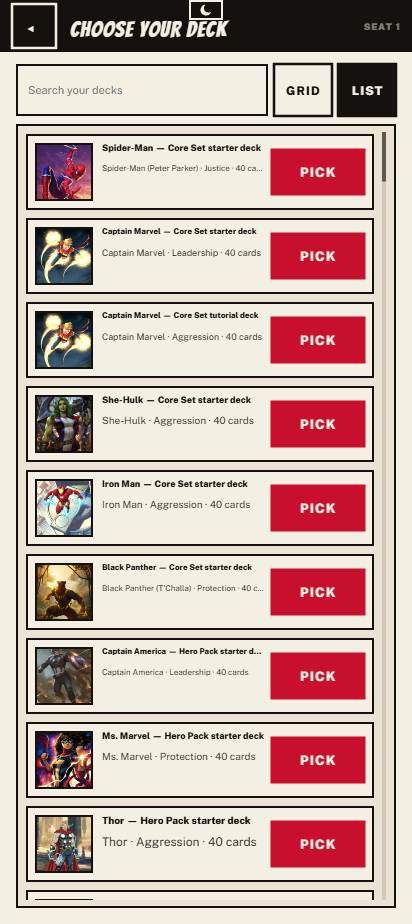 ◄ CHOOSE YOUR DECK
SEAT 1
Search your decks
GRID
LIST
Spider-Man — Core Set starter deck
Spider-Man (Peter Parker) · Justice · 40 ca...
PICK
Captain Marvel — Core Set starter deck
Captain Marvel · Leadership · 40 cards
PICK
Captain Marvel — Core Set tutorial deck
Captain Marvel · Aggression · 40 cards
PICK
She-Hulk — Core Set starter deck
She-Hulk · Aggression · 40 cards
PICK
Iron Man — Core Set starter deck
Iron Man · Aggression · 40 cards
PICK
Black Panther — Core Set starter deck
Black Panther (T'Challa) · Protection · 40 c...
PICK
Captain America — Hero Pack starter d...
Captain America · Leadership · 40 cards
PICK
Ms. Marvel — Hero Pack starter deck
Ms. Marvel · Protection · 40 cards
PICK
Thor — Hero Pack starter deck
Thor · Aggression · 40 cards
PICK